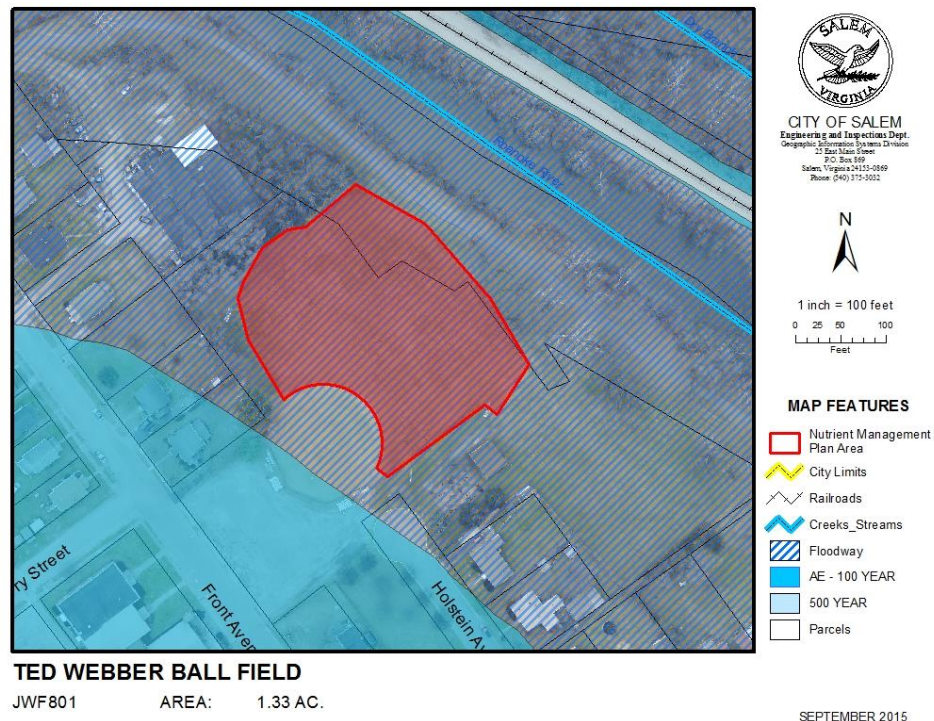 Roanoke River
ry Street
Front Aven
Holstein Av
SALEM
VIRGINIA
CITY OF SALEM
Engineering and Inspections Dept.
Geographic Information Systems Division
25 East Main Street
P.O. Box 869
Salem, Virginia 24153-0869
Phone: (540) 375-3032
N
1 inch = 100 feet
0 25 50 100
Feet
MAP FEATURES
Nutrient Management
Plan Area
City Limits
Railroads
Creeks_Streams
Floodway
AE - 100 YEAR
500 YEAR
Parcels
TED WEBBER BALL FIELD
JWF801 AREA: 1.33 AC.
SEPTEMBER 2015